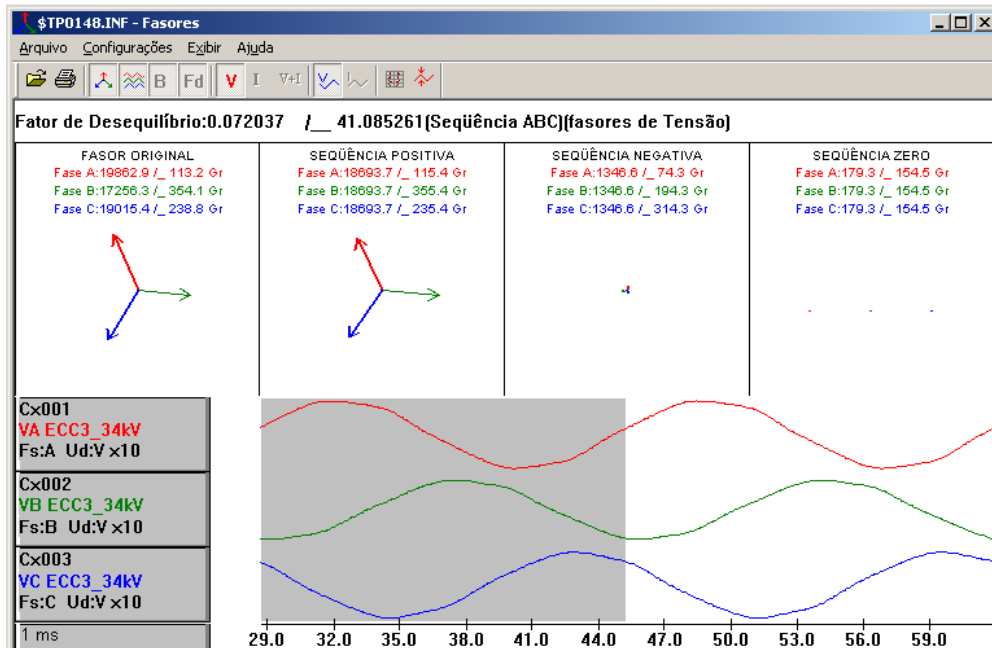 $TP0148.INF - Fasores
Arquivo Configurações Exibir Ajuda
B Fd V I V+I V I
Fator de Desequilíbrio:0.072037 /__ 41.085261(Seqüência ABC)(fasores de Tensão)
FASOR ORIGINAL
Fase A:19862.9 /_ 113.2 Gr
Fase B:17256.3 /_ 354.1 Gr
Fase C:19015.4 /_ 238.8 Gr
SEQÜÊNCIA POSITIVA
Fase A:18693.7 /_ 115.4 Gr
Fase B:18693.7 /_ 355.4 Gr
Fase C:18693.7 /_ 235.4 Gr
SEQÜÊNCIA NEGATIVA
Fase A:1346.6 /_ 74.3 Gr
Fase B:1346.6 /_ 194.3 Gr
Fase C:1346.6 /_ 314.3 Gr
SEQÜÊNCIA ZERO
Fase A:179.3 /_ 154.5 Gr
Fase B:179.3 /_ 154.5 Gr
Fase C:179.3 /_ 154.5 Gr
Cx001
VA ECC3_34kV
Fs:A Ud:V x10
Cx002
VB ECC3_34kV
Fs:B Ud:V x10
Cx003
VC ECC3_34kV
Fs:C Ud:V x10
1 ms
29.0 32.0 35.0 38.0 41.0 44.0 47.0 50.0 53.0 56.0 59.0